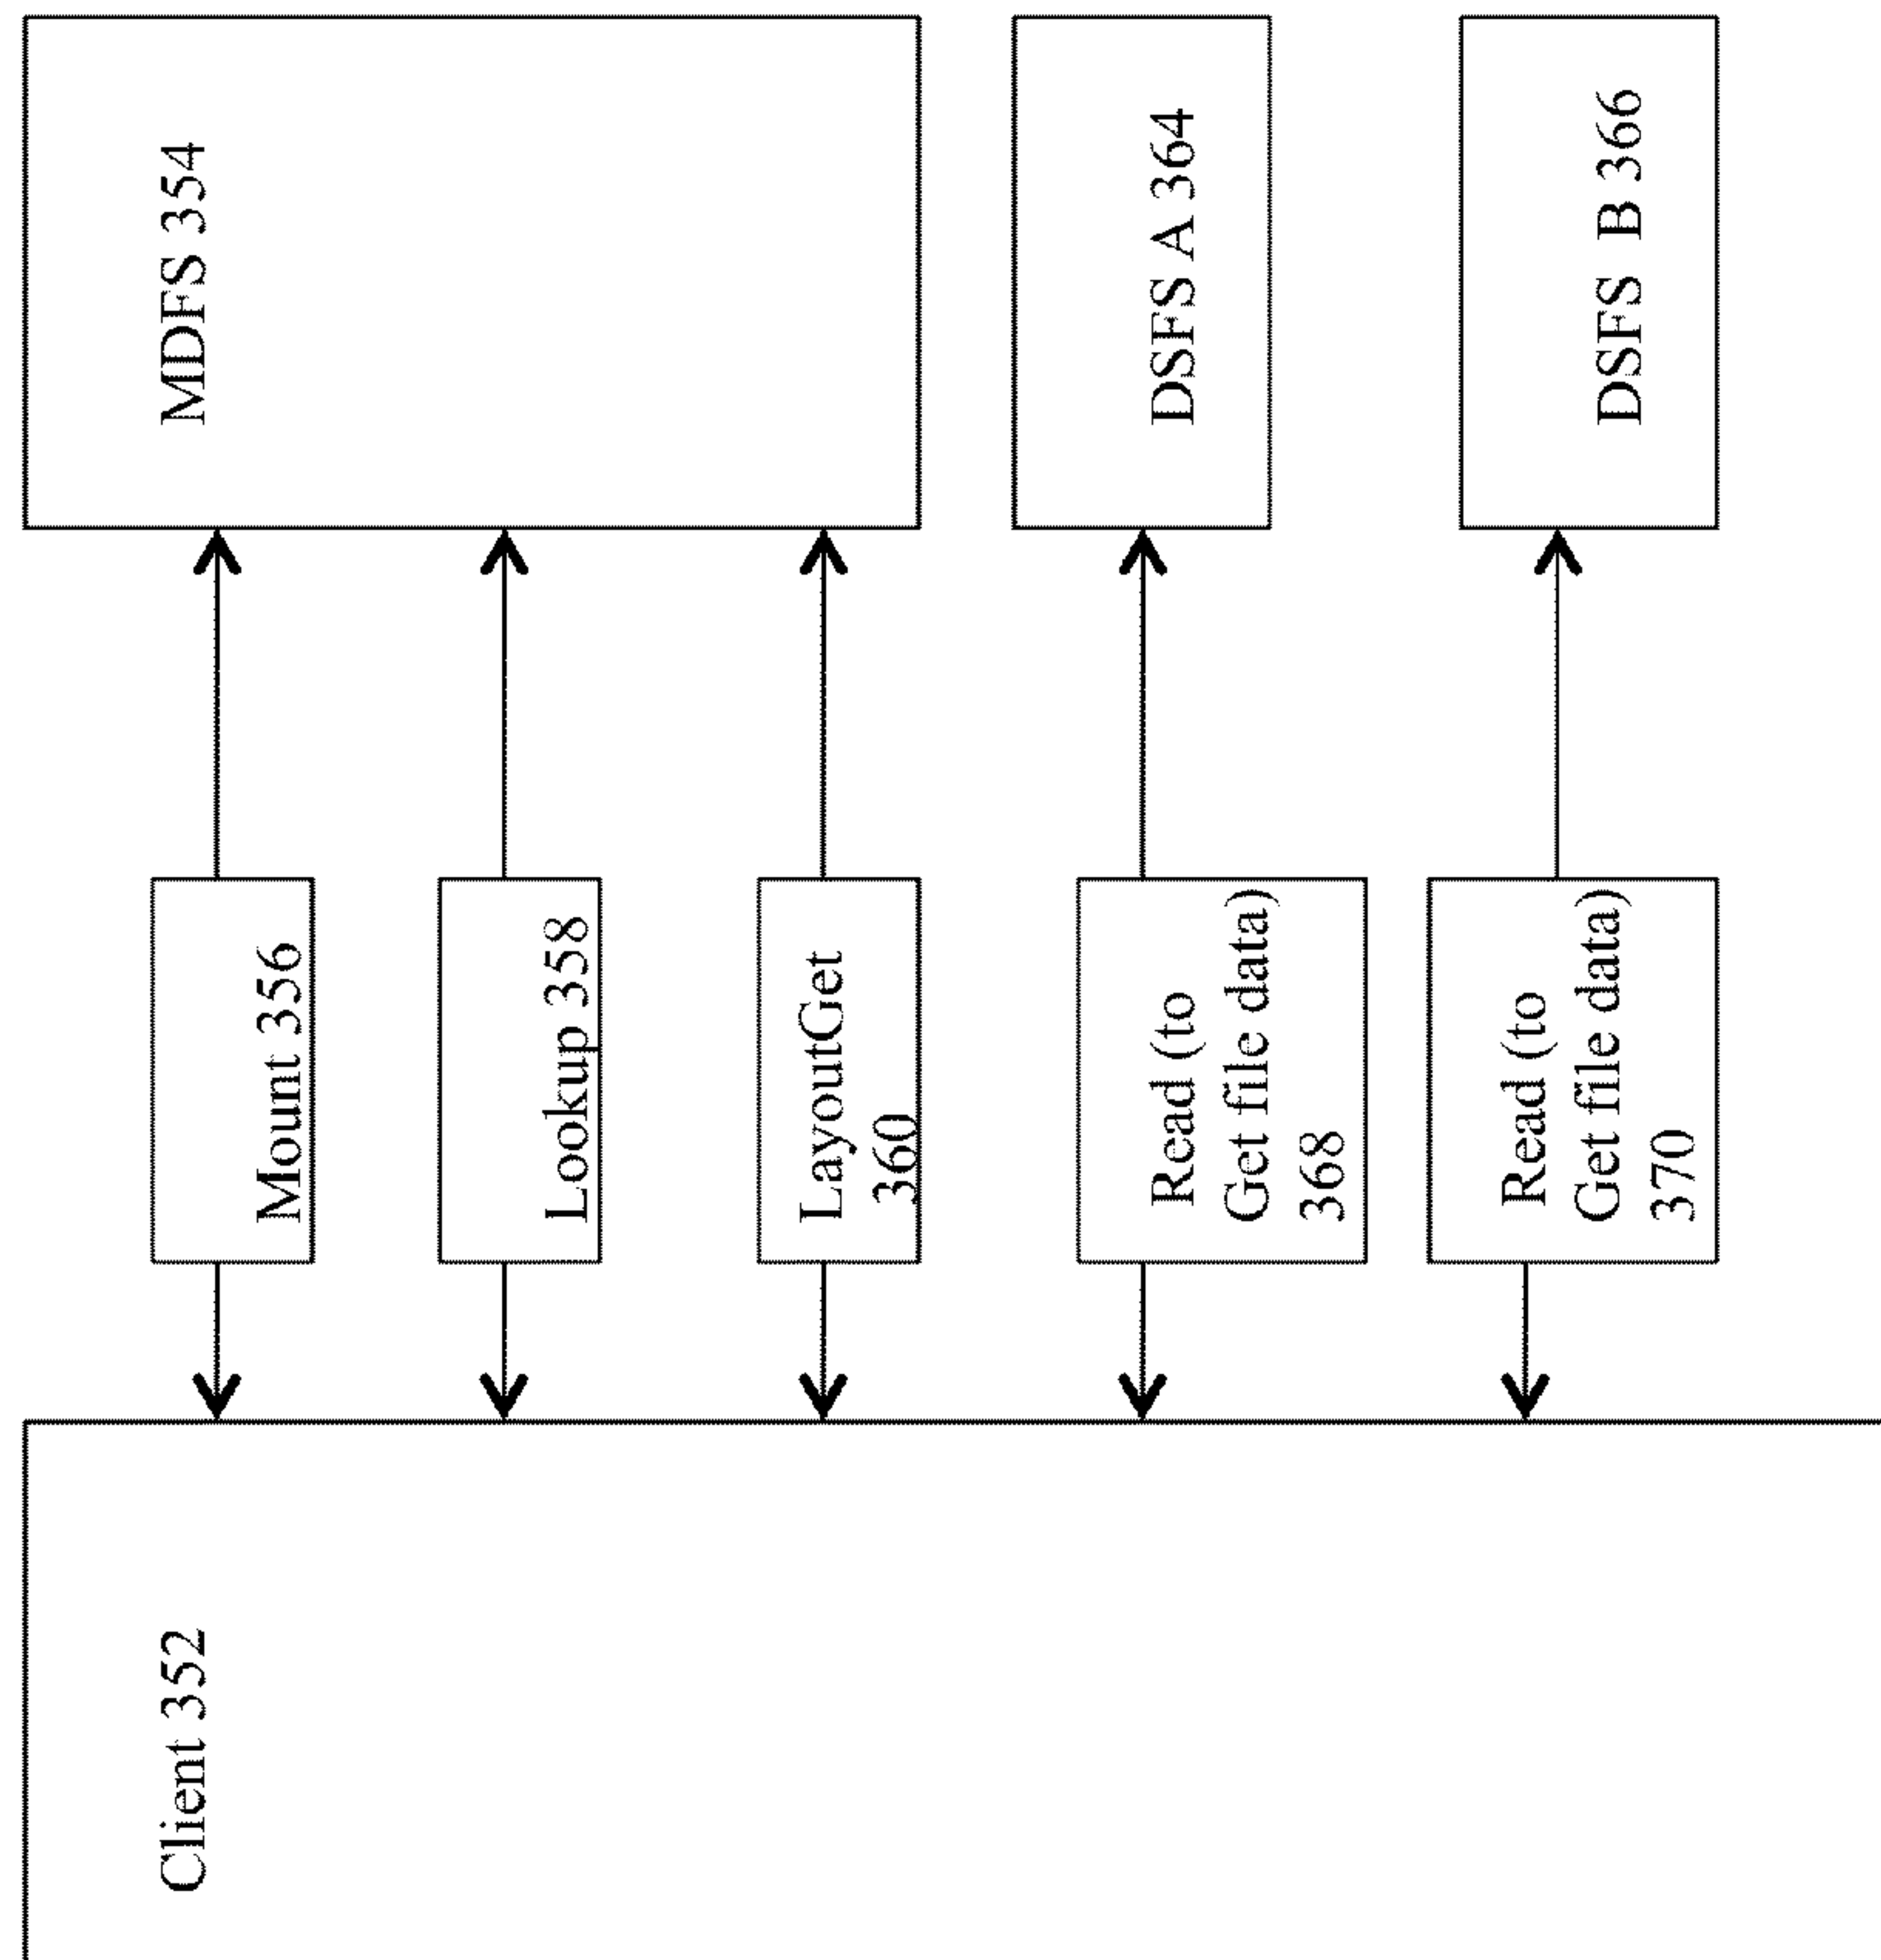 Client 352
Mount 356
MDFS 354
Lookup 358
LayoutGet
360
Read (to
Get file data)
368
DSFS A 364
Read (to
Get file data)
370
DSFS B 366